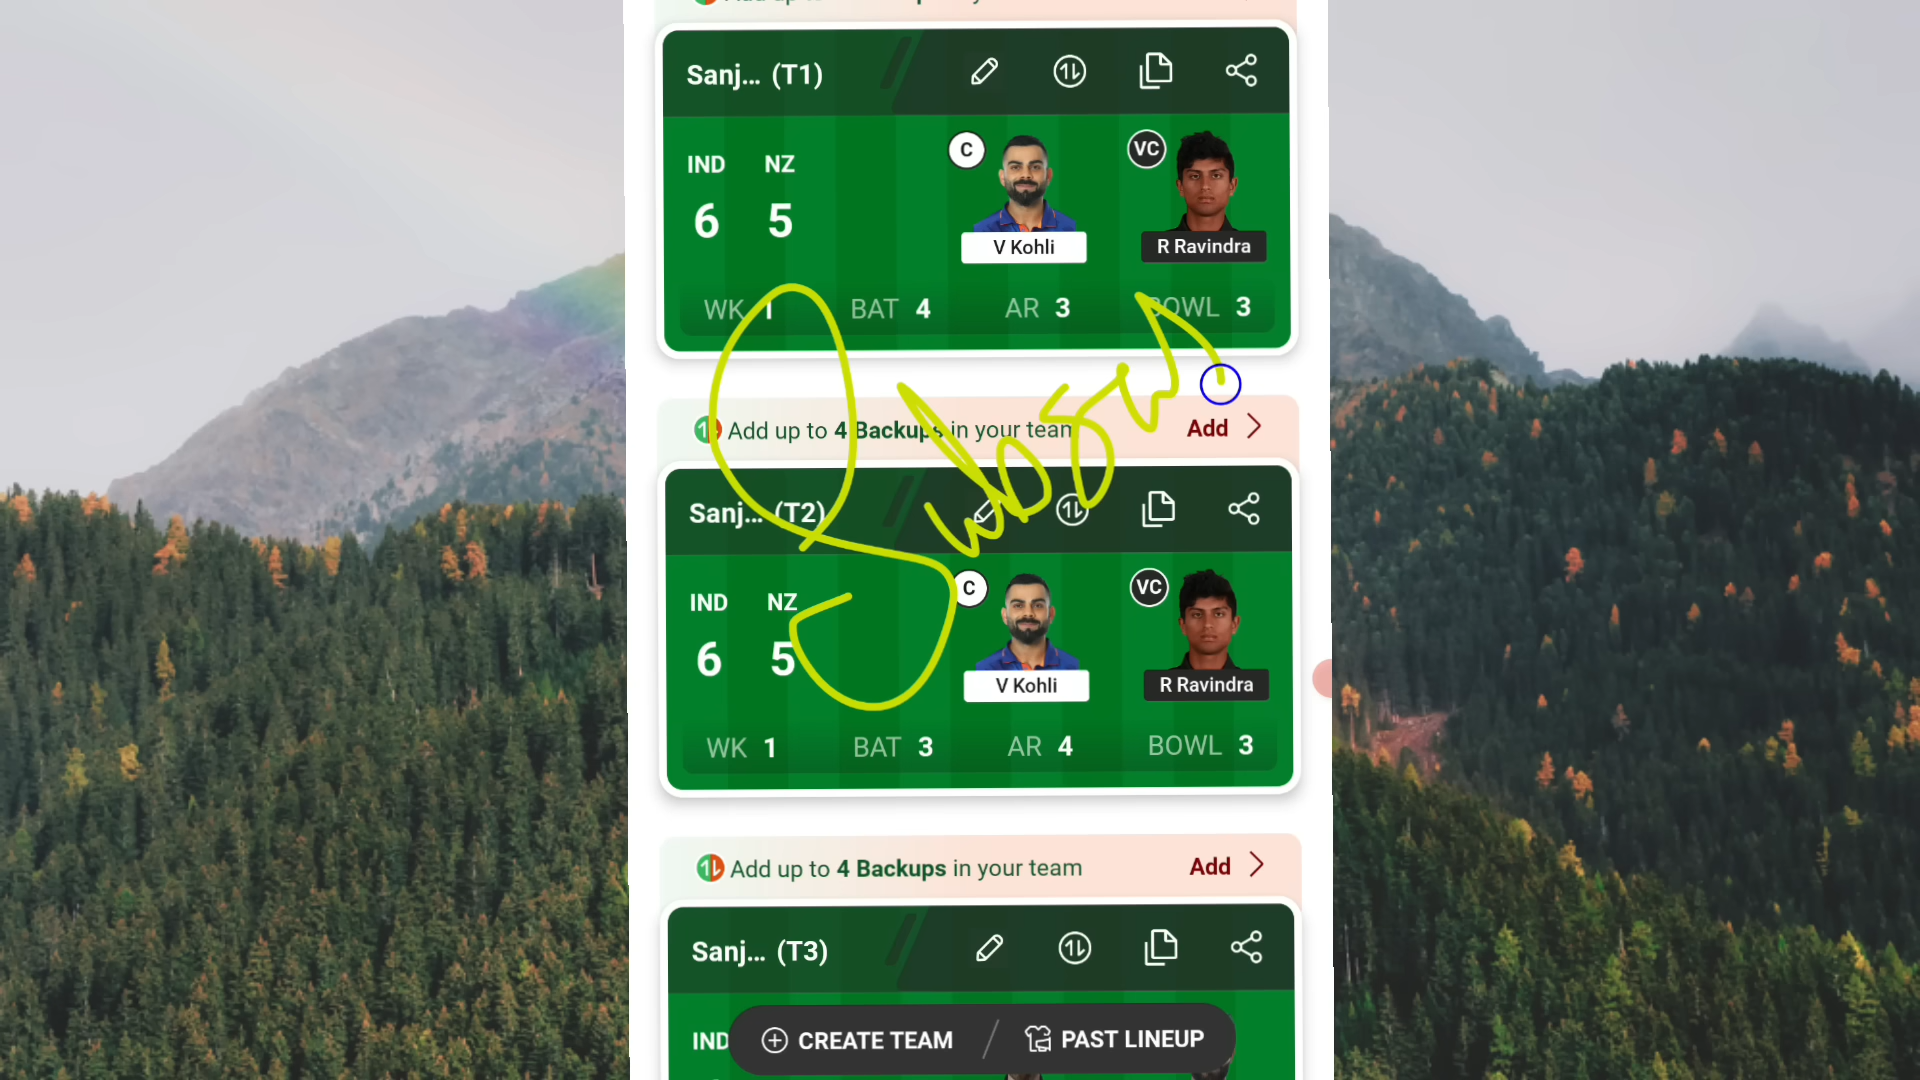 Sanj... (T1)
IND NZ
6 5
C
VC
V Kohli
R Ravindra
WK 1 BAT 4 AR 3 BOWL 3
Add up to 4 Backups in your team Add
Sanj... (T2)
IND NZ
6 5
C
VC
V Kohli
R Ravindra
WK 1 BAT 3 AR 4 BOWL 3
Add up to 4 Backups in your team Add
Sanj... (T3)
IND
CREATE TEAM / PAST LINEUP